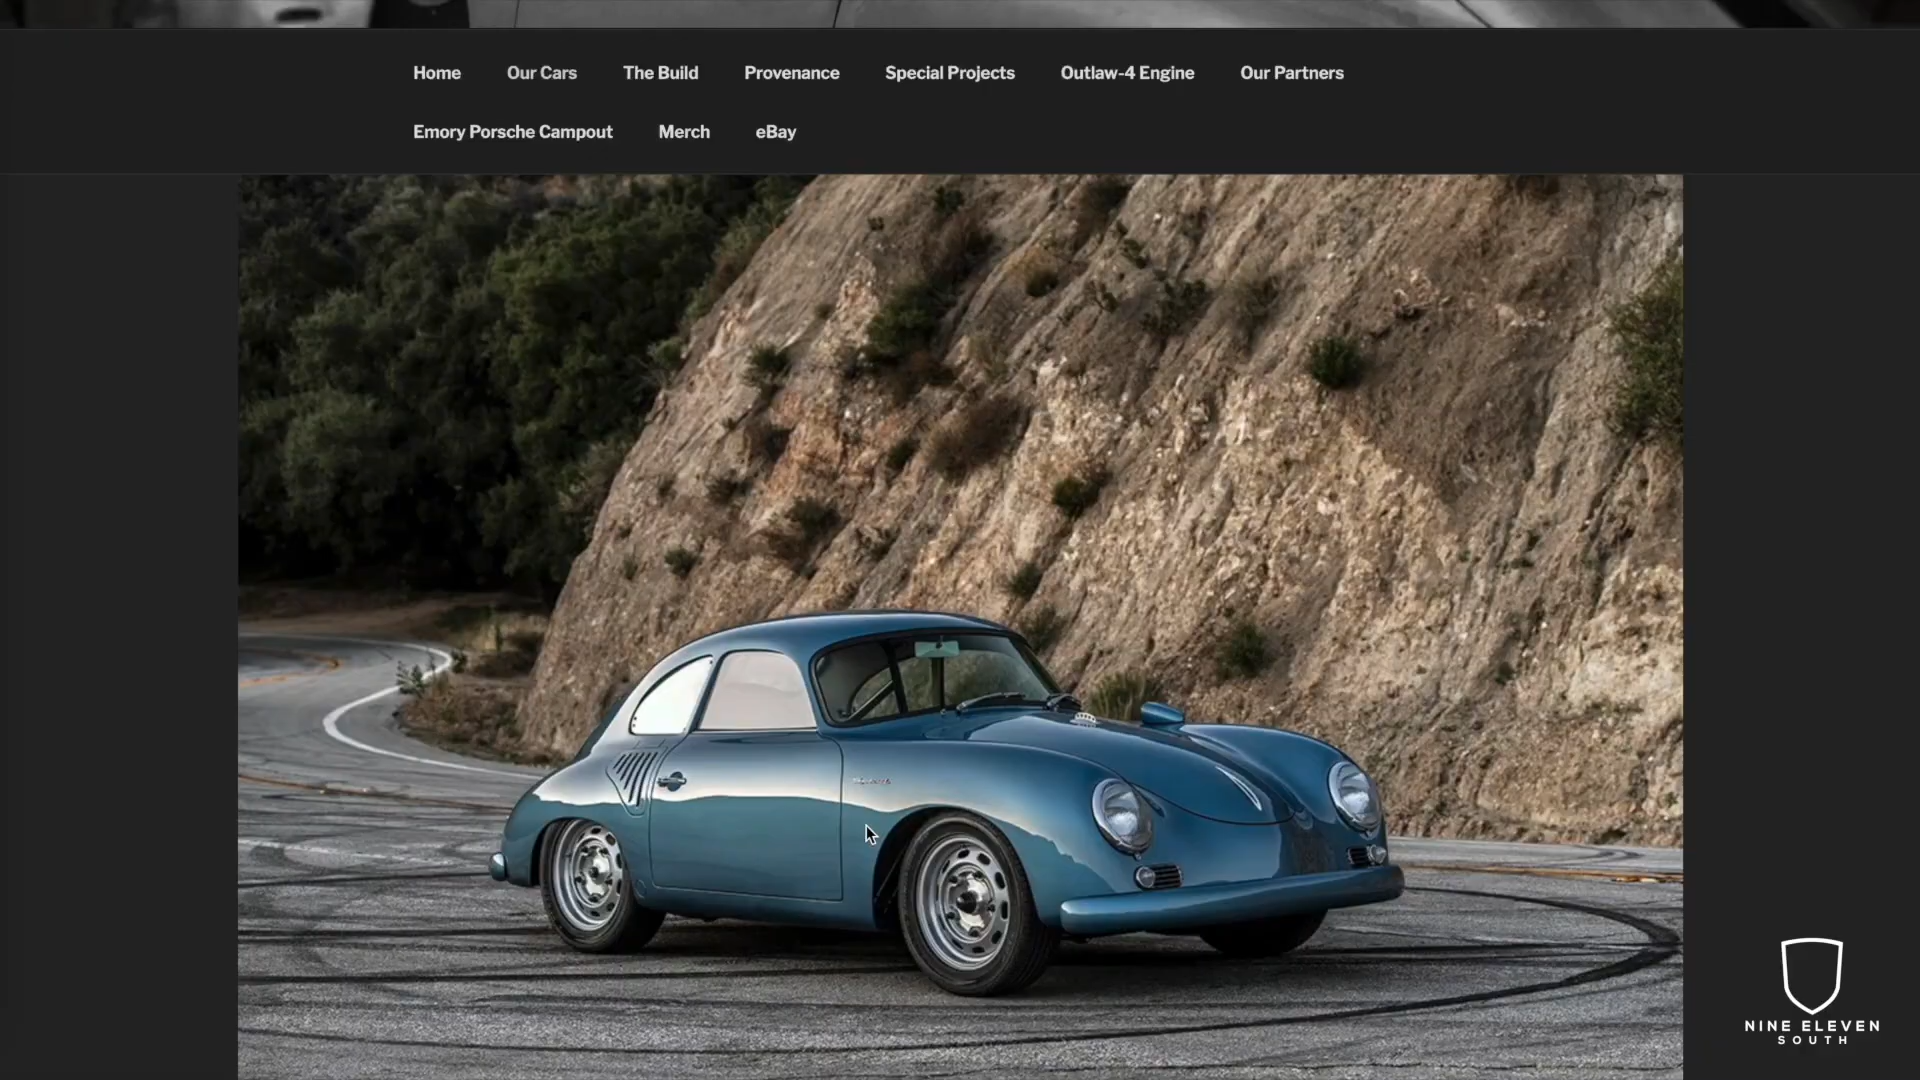 Home Our Cars The Build Provenance Special Projects Outlaw-4 Engine Our Partners
Emory Porsche Campout Merch eBay
NINE ELEVEN
SOUTH